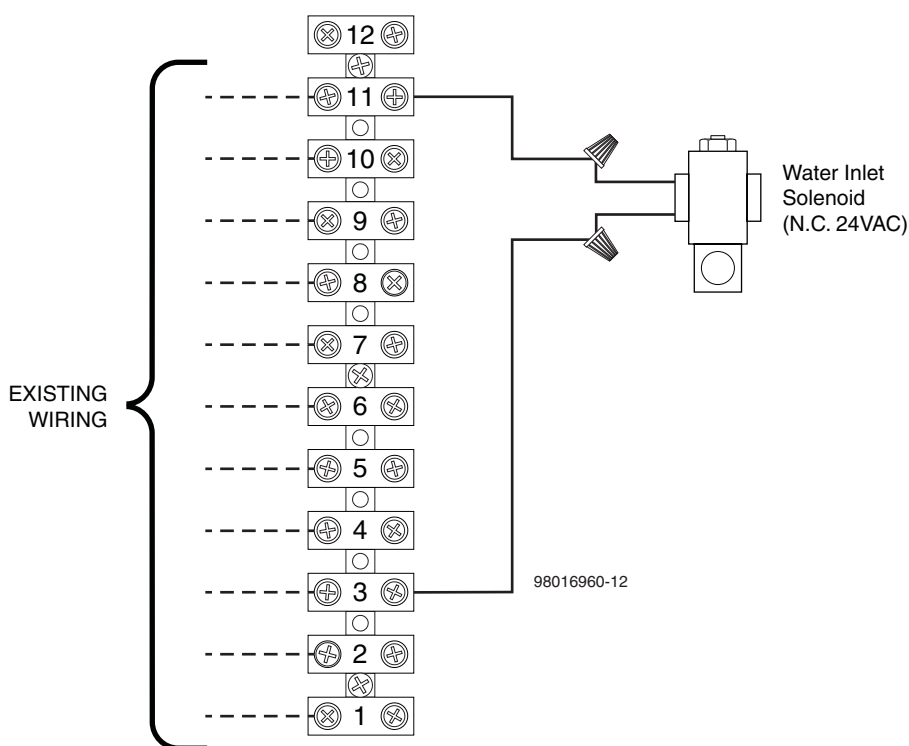 12
11
10
9
8
7
6
5
4
3
2
1
EXISTING
WIRING
Water Inlet
Solenoid
(N.C. 24VAC)
98016960-12